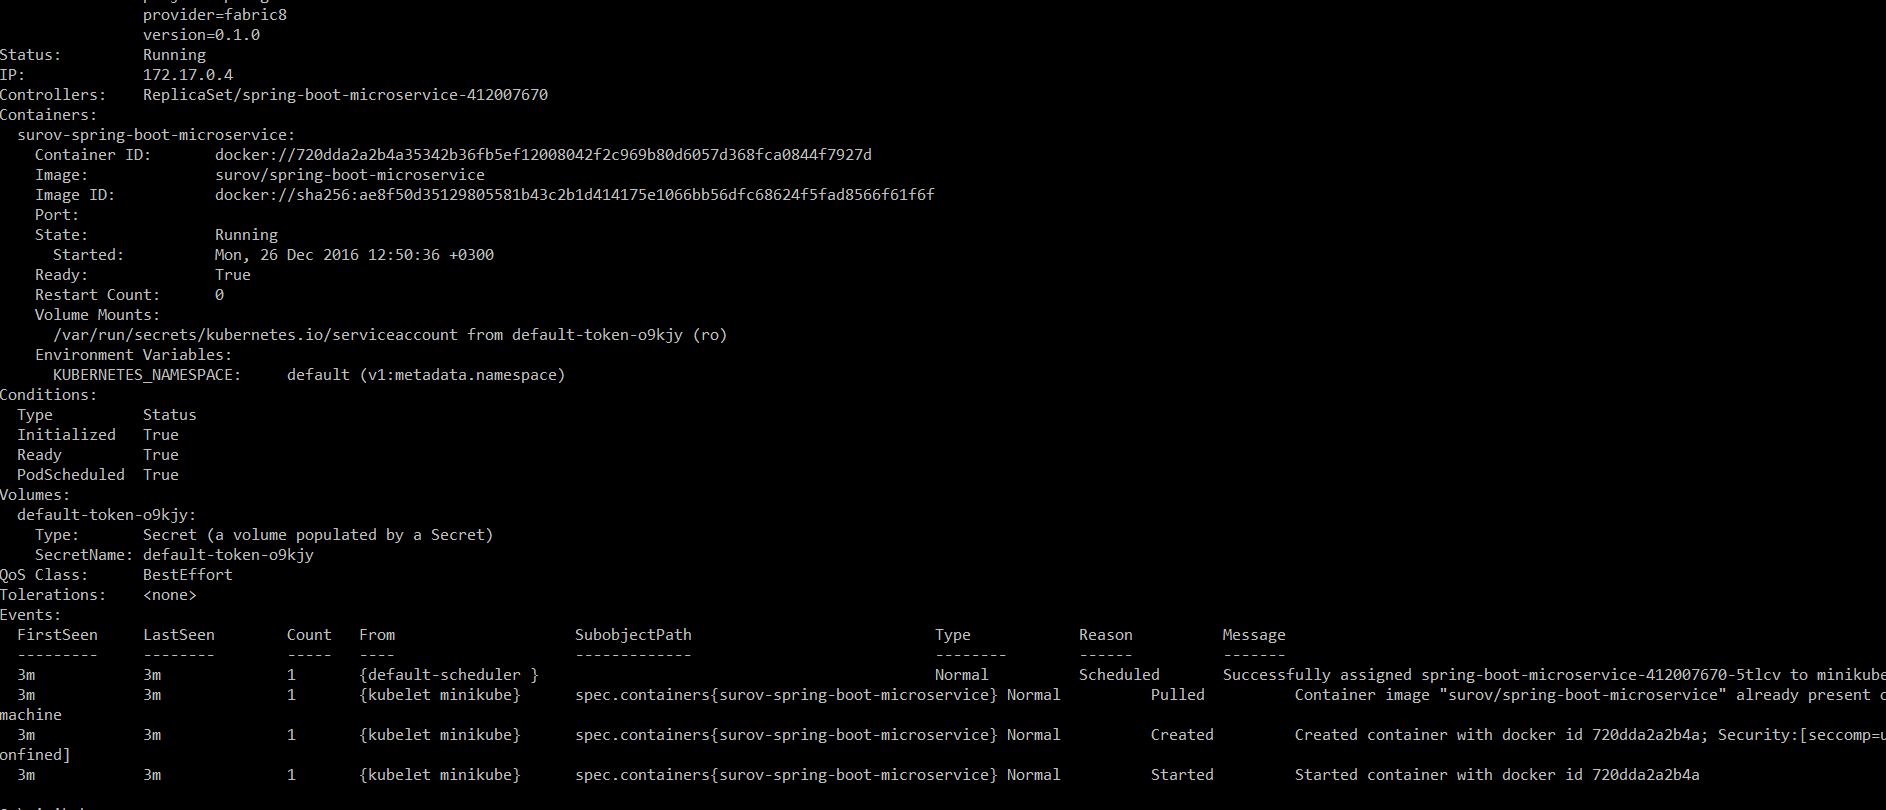 provider=fabric8
version=0.1.0
Status:         Running
IP:             172.17.0.4
Controllers:    ReplicaSet/spring-boot-microservice-412007670
Containers:
  surov-spring-boot-microservice:
    Container ID:       docker://720dda2a2b4a35342b36fb5ef12008042f2c969b80d6057d368fca0844f7927d
    Image:              surov/spring-boot-microservice
    Image ID:           docker://sha256:ae8f50d35129805581b43c2b1d414175e1066bb56dfc68624f5fad8566f61f6f
    Port:
    State:              Running
      Started:          Mon, 26 Dec 2016 12:50:36 +0300
    Ready:              True
    Restart Count:      0
    Volume Mounts:
      /var/run/secrets/kubernetes.io/serviceaccount from default-token-o9kjy (ro)
    Environment Variables:
      KUBERNETES_NAMESPACE:     default (v1:metadata.namespace)
Conditions:
  Type          Status
  Initialized   True
  Ready         True
  PodScheduled  True
Volumes:
  default-token-o9kjy:
    Type:       Secret (a volume populated by a Secret)
    SecretName: default-token-o9kjy
QoS Class:      BestEffort
Tolerations:    <none>
Events:
  FirstSeen     LastSeen        Count   From                    SubobjectPath                           Type            Reason          Message
  ---------     --------        -----   ----                    -------------                           --------        ------          -------
  3m            3m              1       {default-scheduler }                                            Normal          Scheduled       Successfully assigned spring-boot-microservice-412007670-5tlcv to minikube
  3m            3m              1       {kubelet minikube}      spec.containers{surov-spring-boot-microservice} Normal          Pulled          Container image "surov/spring-boot-microservice" already present
machine
  3m            3m              1       {kubelet minikube}      spec.containers{surov-spring-boot-microservice} Normal          Created         Created container with docker id 720dda2a2b4a; Security:[seccomp=u
onfined]
  3m            3m              1       {kubelet minikube}      spec.containers{surov-spring-boot-microservice} Normal          Started         Started container with docker id 720dda2a2b4a